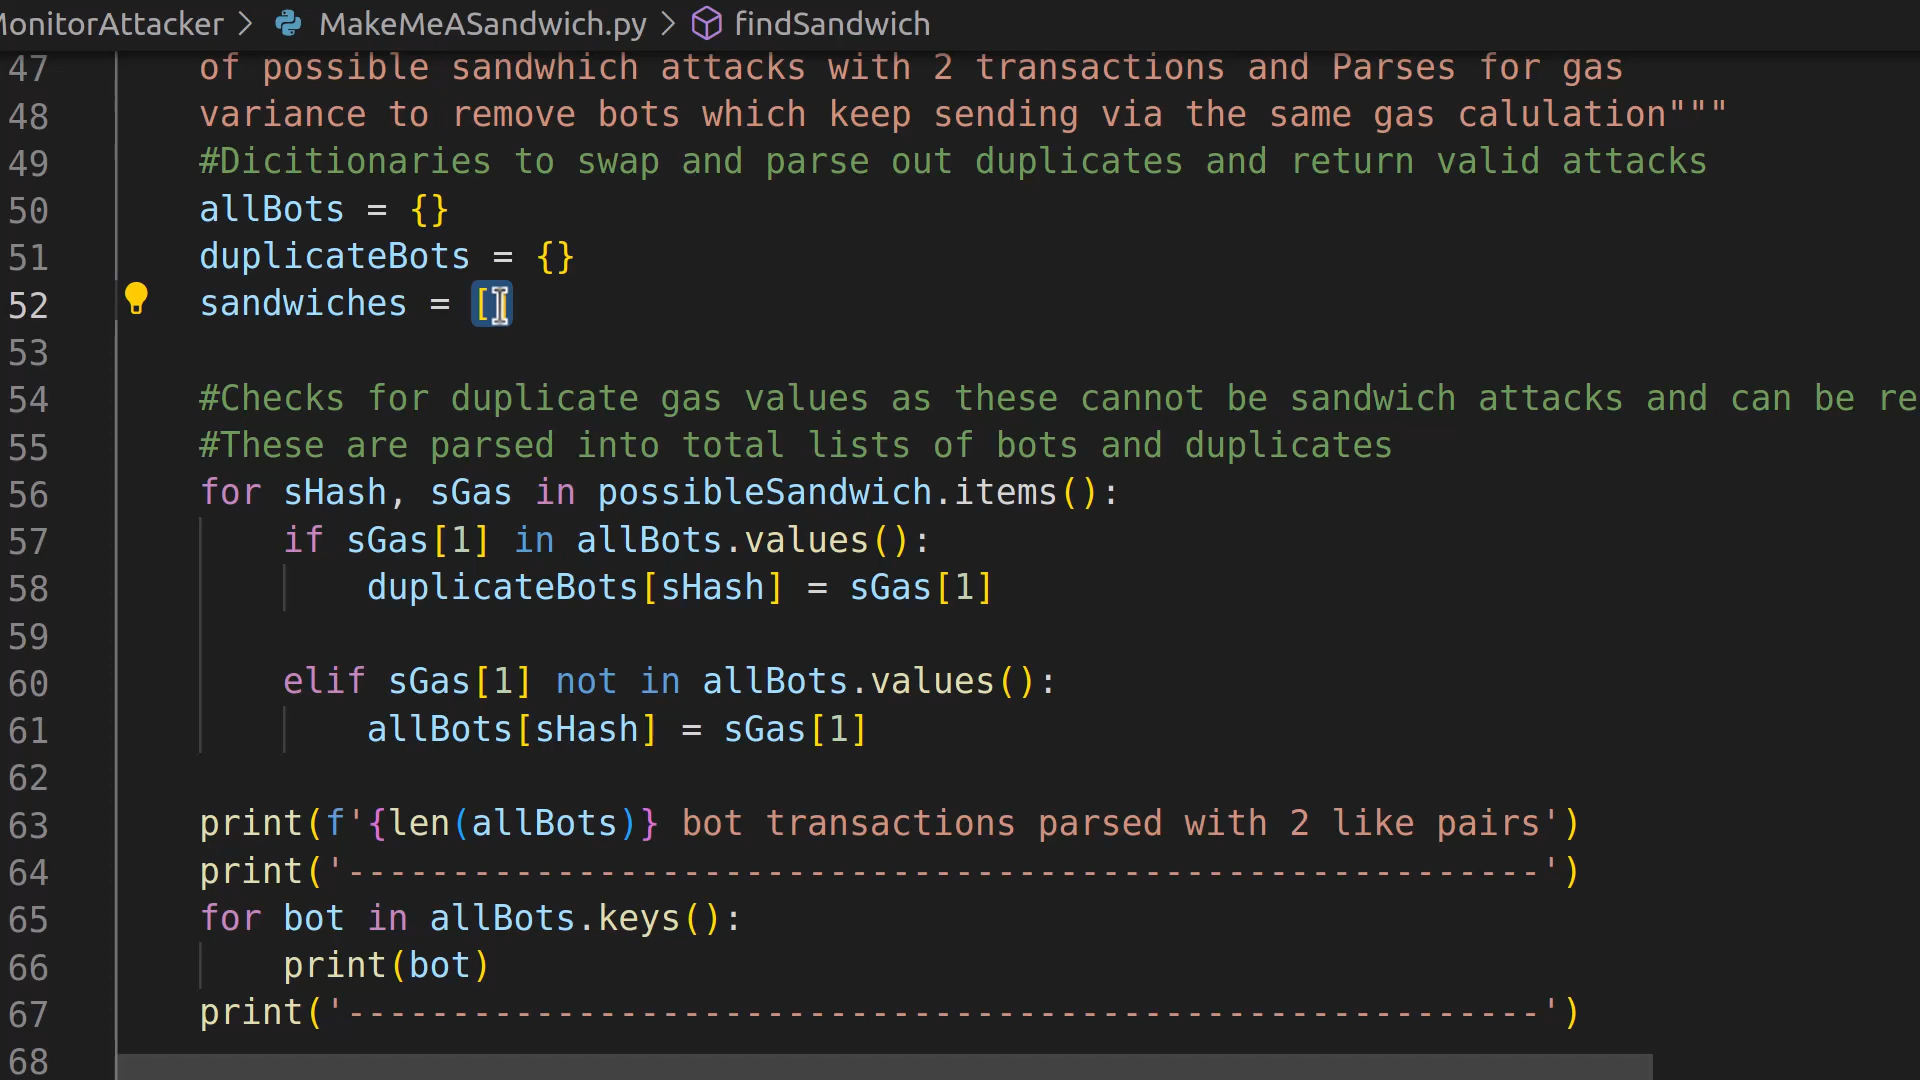 MonitorAttacker > MakeMeASandwich.py > findSandwich
47 of possible sandwhich attacks with 2 transactions and Parses for gas
48 variance to remove bots which keep sending via the same gas calulation"""
49 #Dicitionaries to swap and parse out duplicates and return valid attacks
50 allBots = {}
51 duplicateBots = {}
52 sandwiches = []
53
54 #Checks for duplicate gas values as these cannot be sandwich attacks and can be re
55 #These are parsed into total lists of bots and duplicates
56 for sHash, sGas in possibleSandwich.items():
57 if sGas[1] in allBots.values():
58 duplicateBots[sHash] = sGas[1]
59
60 elif sGas[1] not in allBots.values():
61 allBots[sHash] = sGas[1]
62
63 print(f'{len(allBots)} bot transactions parsed with 2 like pairs')
64 print('---------------------------------------------------------')
65 for bot in allBots.keys():
66 print(bot)
67 print('---------------------------------------------------------')
68